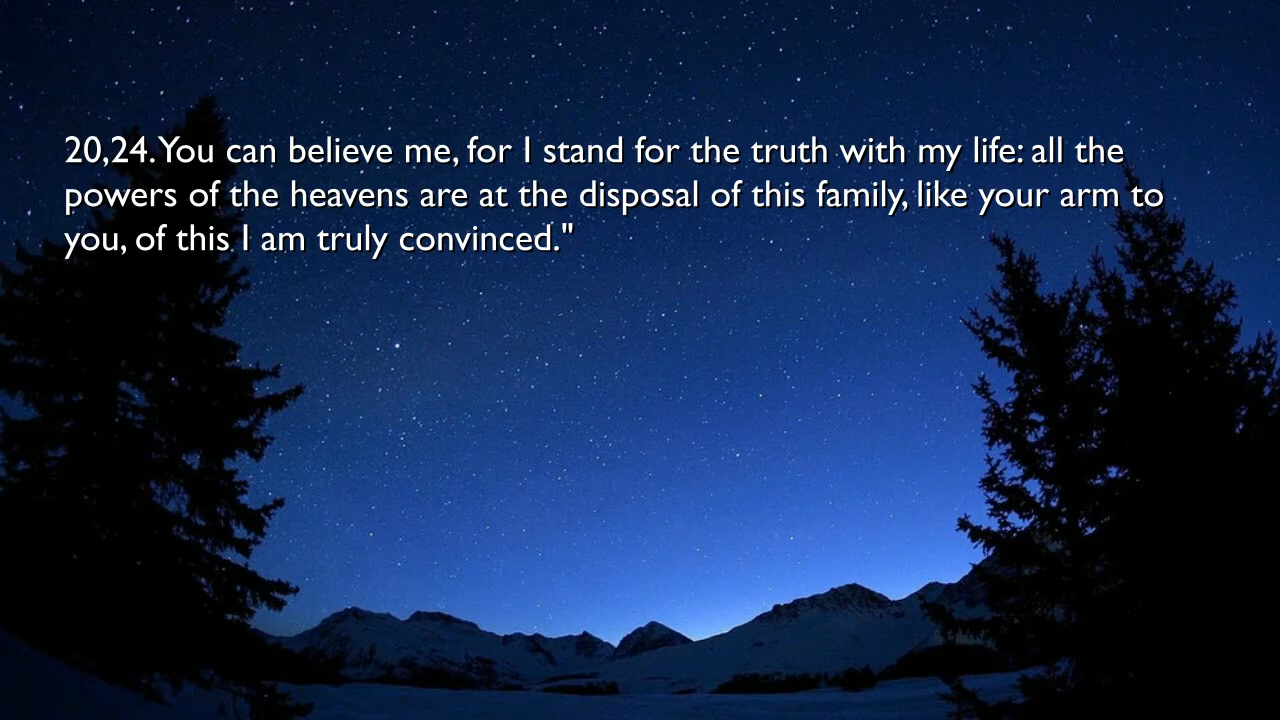 20,24. You can believe me, for I stand for the truth with my life: all the
powers of the heavens are at the disposal of this family, like your arm to
you, of this I am truly convinced."